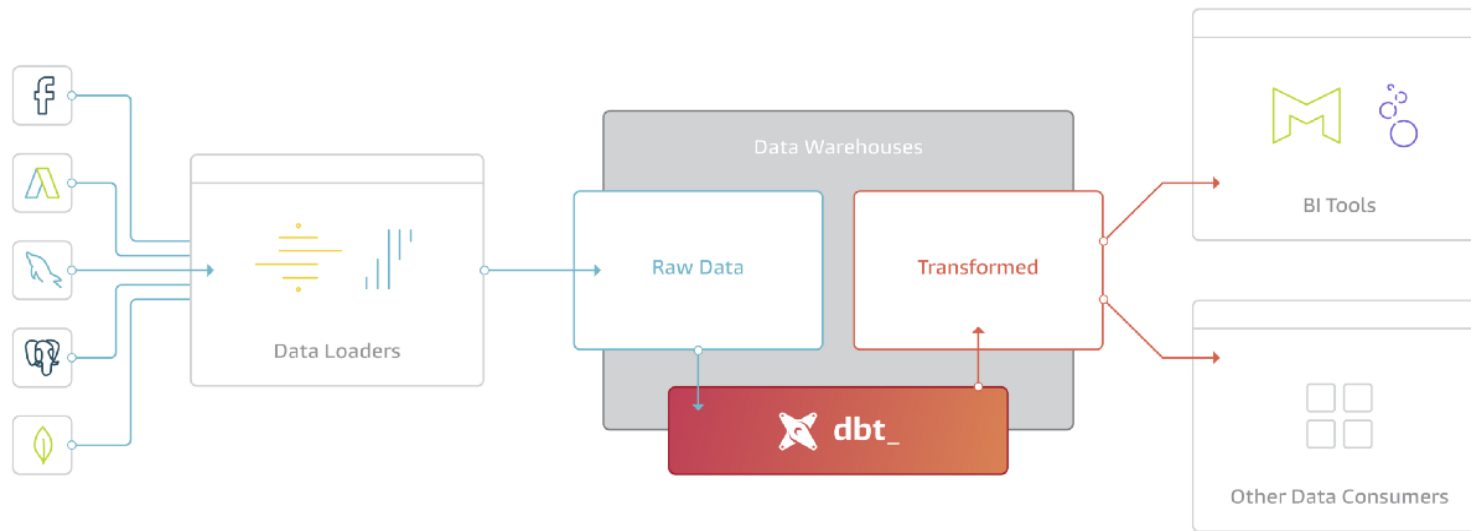 Data Loaders
Data Warehouses
Raw Data
Transformed
dbt_
BI Tools
Other Data Consumers